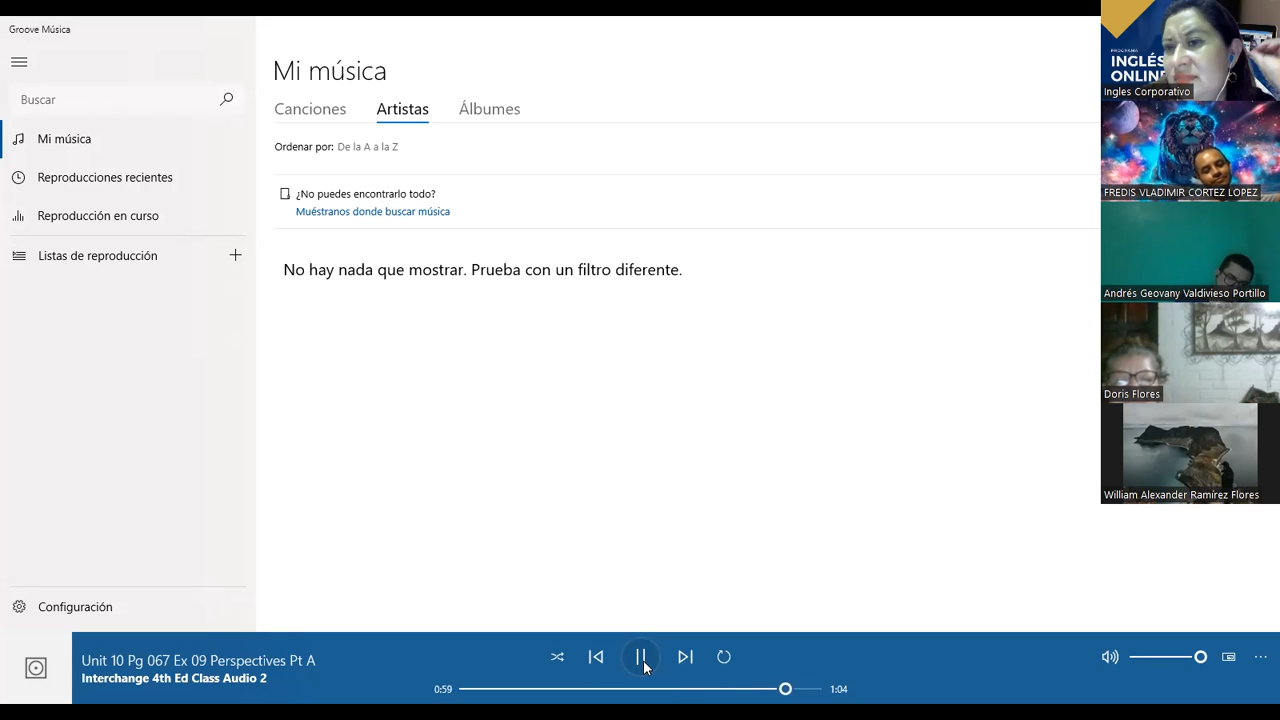 Groove Música
Buscar
Mi música
Reproducciones recientes
Reproducción en curso
Listas de reproducción
Configuración
Mi música
Canciones Artistas Álbumes
Ordenar por: De la A a la Z
¿No puedes encontrarlo todo?
Muéstranos donde buscar música
No hay nada que mostrar. Prueba con un filtro diferente.
PROGRAMA
INGLÉS
ONLINE
Ingles Corporativo
FREDIS VLADIMIR CORTEZ LOPEZ
Andrés Geovany Valdivieso Portillo
Doris Flores
William Alexander Ramírez Flores
Unit 10 Pg 067 Ex 09 Perspectives Pt A
Interchange 4th Ed Class Audio 2
0:59
1:04